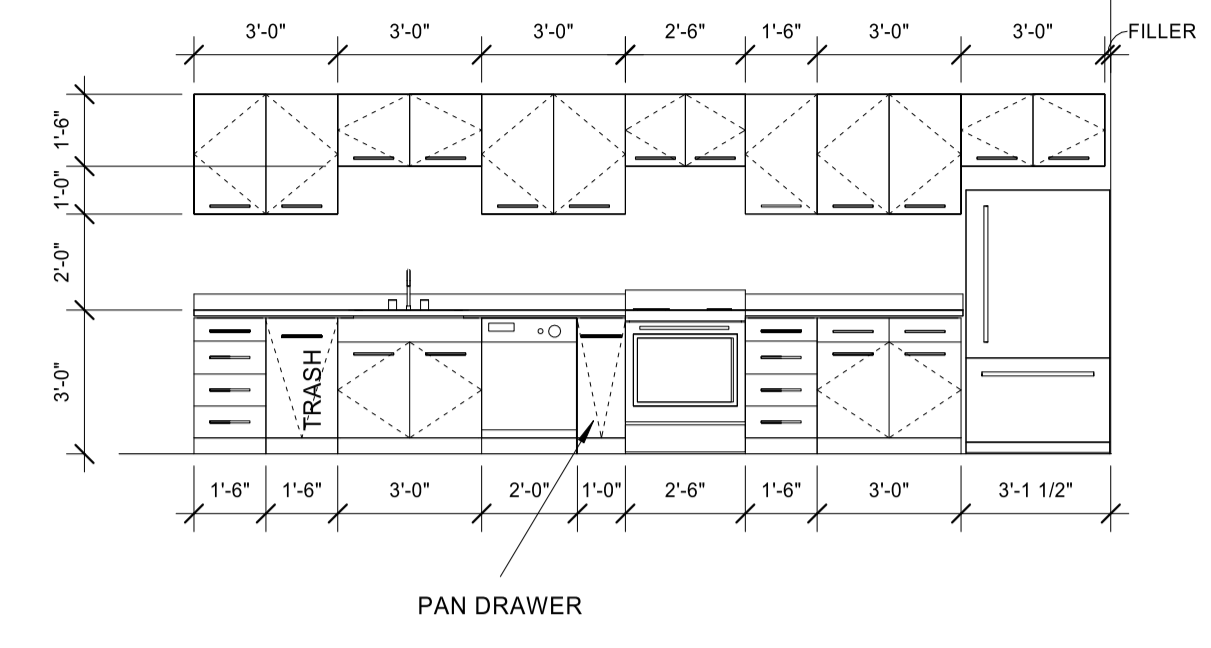 3'-0" 3'-0" 3'-0" 2'-6" 1'-6" 3'-0" 3'-0" FILLER
1'-6"
1'-0"
2'-0"
3'-0"
TRASH
1'-6" 1'-6" 3'-0" 2'-0" 1'-0" 2'-6" 1'-6" 3'-0" 3'-1 1/2"
PAN DRAWER